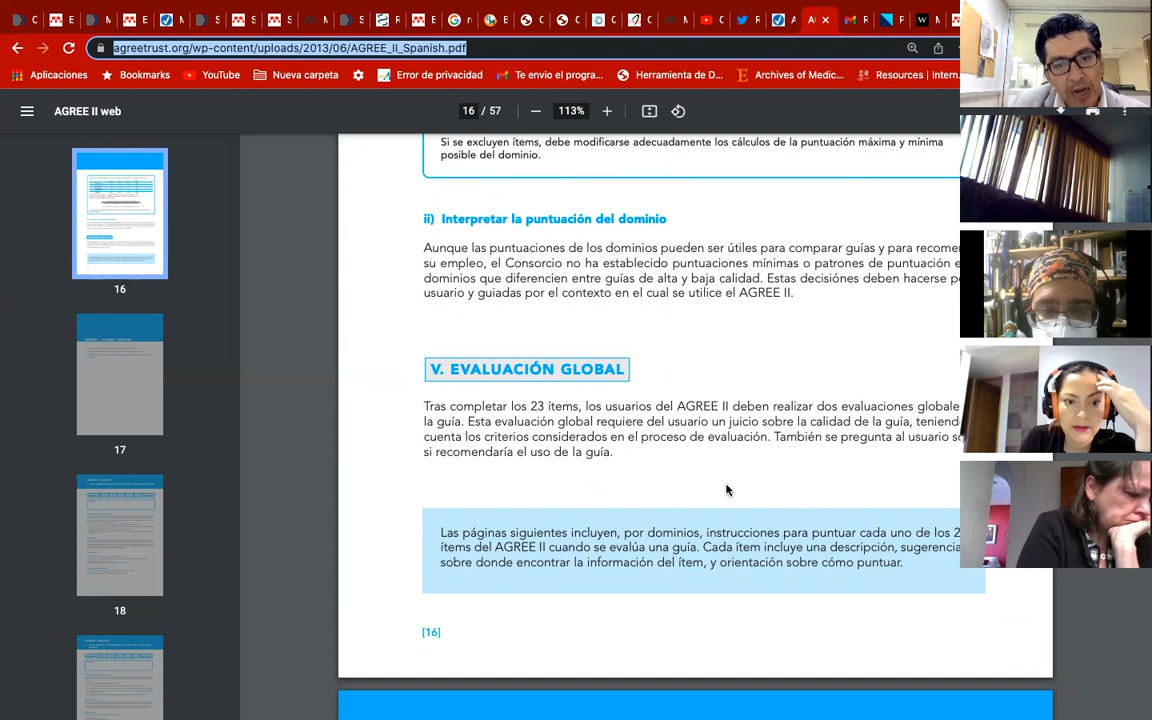 agreetrust.org/wp-content/uploads/2013/06/AGREE_II_Spanish.pdf
Aplicaciones
Bookmarks
YouTube
Nueva carpeta
Error de privacidad
Te envio el progra...
Herramienta de D...
Archives of Medic...
Resources | Intern...
AGREE II web
16 / 57
113%
Si se excluyen ítems, debe modificarse adecuadamente los cálculos de la puntuación máxima y mínima
posible del dominio.
ii) Interpretar la puntuación del dominio
Aunque las puntuaciones de los dominios pueden ser útiles para comparar guías y para recomen
su empleo, el Consorcio no ha establecido puntuaciones mínimas o patrones de puntuación e
dominios que diferencien entre guías de alta y baja calidad. Estas decisiónes deben hacerse po
usuario y guiadas por el contexto en el cual se utilice el AGREE II.
V. EVALUACIÓN GLOBAL
Tras completar los 23 ítems, los usuarios del AGREE II deben realizar dos evaluaciones globale
la guía. Esta evaluación global requiere del usuario un juicio sobre la calidad de la guía, teniend
cuenta los criterios considerados en el proceso de evaluación. También se pregunta al usuario so
si recomendaría el uso de la guía.
Las páginas siguientes incluyen, por dominios, instrucciones para puntuar cada uno de los 2
ítems del AGREE II cuando se evalúa una guía. Cada ítem incluye una descripción, sugerencia
sobre donde encontrar la información del ítem, y orientación sobre cómo puntuar.
[16]
16
17
18